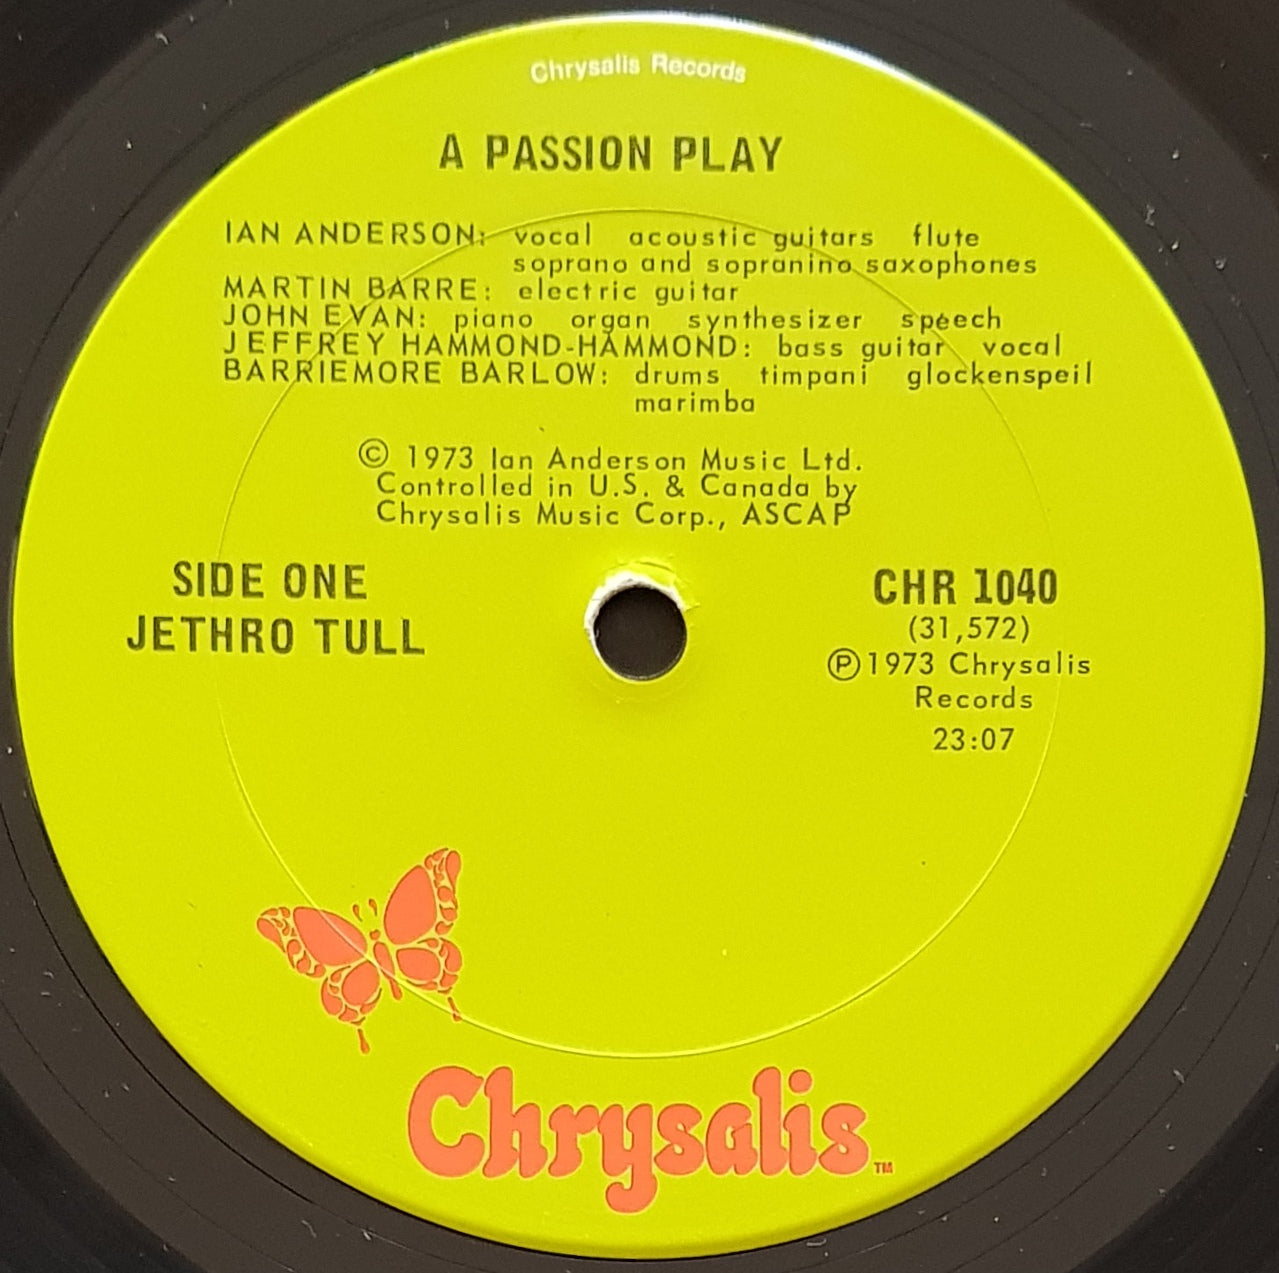 Chrysalis Records
A PASSION PLAY
IAN ANDERSON: vocal acoustic guitars flute
soprano and sopranino saxophones
MARTIN BARRE: electric guitar
JOHN EVAN: piano organ synthesizer speech
JEFFREY HAMMOND-HAMMOND: bass guitar vocal
BARRIEMORE BARLOW: drums timpani glockenspeil
marimba
© 1973 Ian Anderson Music Ltd.
Controlled in U.S. & Canada by
Chrysalis Music Corp., ASCAP
SIDE ONE
JETHRO TULL
CHR 1040
(31,572)
℗1973 Chrysalis
Records
23:07
Chrysalis™